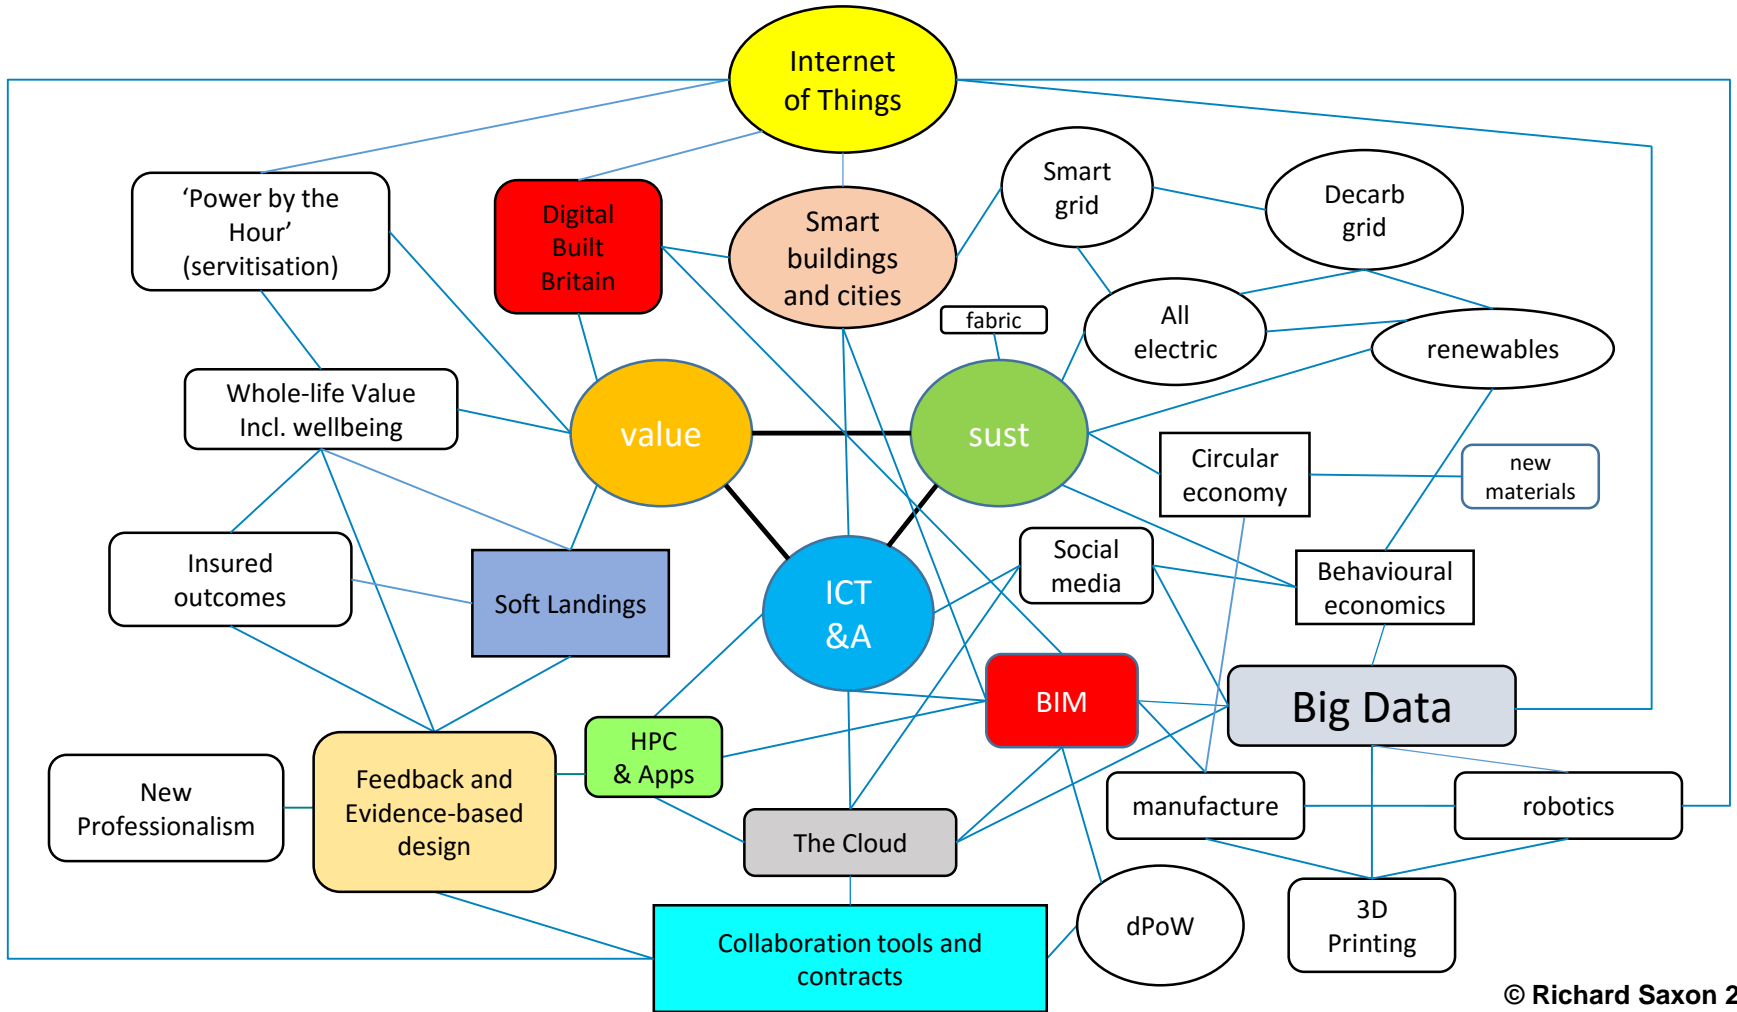 Internet
of Things
Smart
grid
Decarb
grid
‘Power by the
Hour’
(servitisation)
Digital
Built
Britain
Smart
buildings
and cities
fabric
All
electric
renewables
Whole-life Value
Incl. wellbeing
value
sust
Circular
economy
new
materials
Insured
outcomes
Soft Landings
ICT
&A
Social
media
Behavioural
economics
BIM
Big Data
HPC
& Apps
New
Professionalism
Feedback and
Evidence-based
design
The Cloud
manufacture
robotics
dPoW
3D
Printing
Collaboration tools and
contracts
© Richard Saxon 2